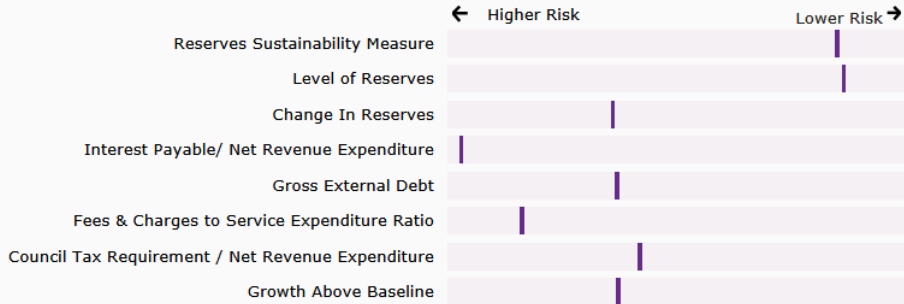 Higher Risk
Lower Risk
Reserves Sustainability Measure
Level of Reserves
Change In Reserves
Interest Payable/ Net Revenue Expenditure
Gross External Debt
Fees & Charges to Service Expenditure Ratio
Council Tax Requirement / Net Revenue Expenditure
Growth Above Baseline